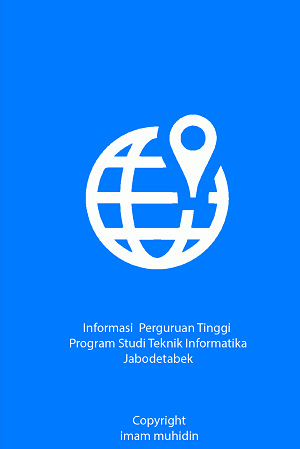 Informasi Perguruan Tinggi
Program Studi Teknik Informatika
Jabodetabek
Copyright
imam muhidin